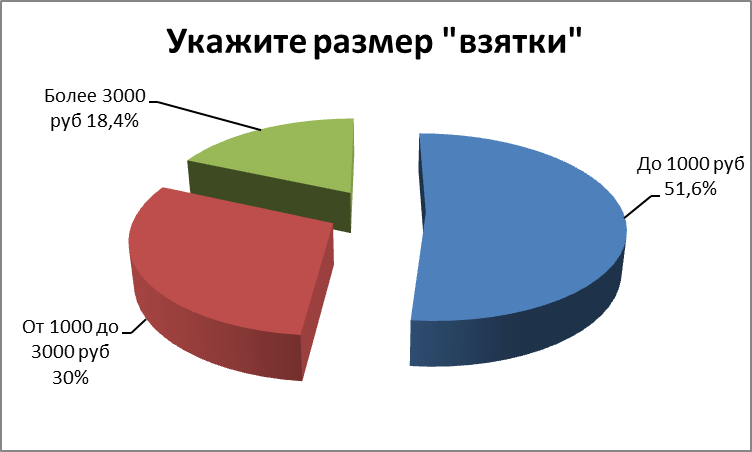 Укажите размер "взятки"
Более 3000
руб 18,4%
До 1000 руб
51,6%
От 1000 до
3000 руб
30%